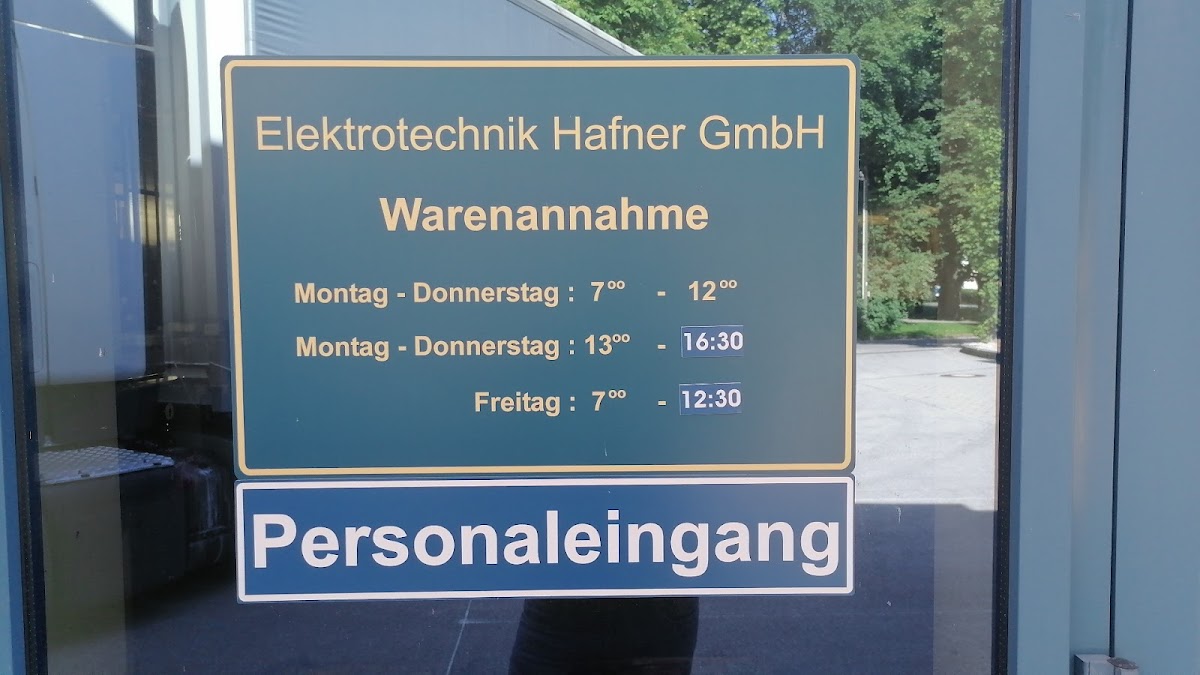 Elektrotechnik Hafner GmbH
Warenannahme
Montag - Donnerstag : 7⁰⁰ - 12⁰⁰
Montag - Donnerstag : 13⁰⁰ - 16:30
Freitag : 7⁰⁰ - 12:30
Personaleingang